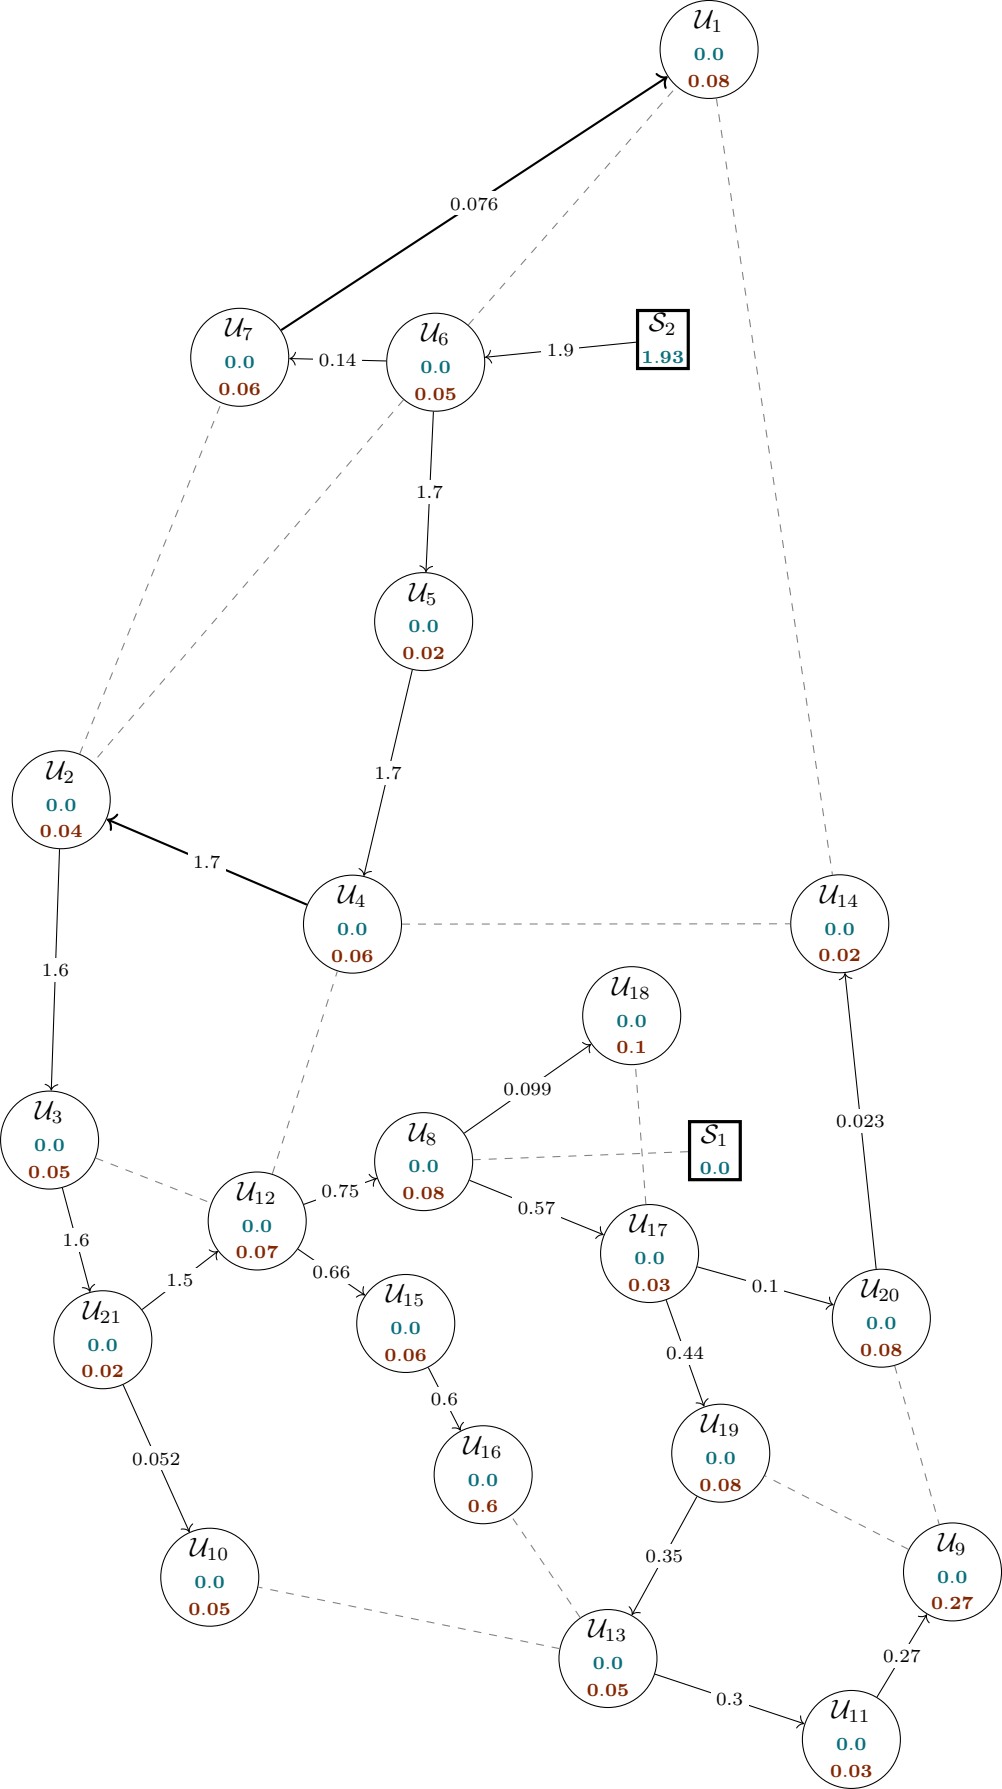 𝒰₁
0.0
0.08
0.076
𝒰₇
0.0
0.06
0.14
𝒰₆
0.0
0.05
1.9
𝒮₂
1.93
1.7
𝒰₅
0.0
0.02
1.7
𝒰₂
0.0
0.04
1.7
𝒰₄
0.0
0.06
𝒰₁₄
0.0
0.02
1.6
𝒰₁₈
0.0
0.1
0.099
0.023
𝒰₃
0.0
0.05
𝒰₈
0.0
0.08
𝒮₁
0.0
𝒰₁₂
0.0
0.07
0.75
0.57
𝒰₁₇
0.0
0.03
1.6
1.5
0.66
0.1
𝒰₂₁
0.0
0.02
𝒰₁₅
0.0
0.06
𝒰₂₀
0.0
0.08
0.44
0.6
0.052
𝒰₁₆
0.0
0.6
𝒰₁₉
0.0
0.08
𝒰₁₀
0.0
0.05
0.35
𝒰₉
0.0
0.27
𝒰₁₃
0.0
0.05
0.27
0.3
𝒰₁₁
0.0
0.03